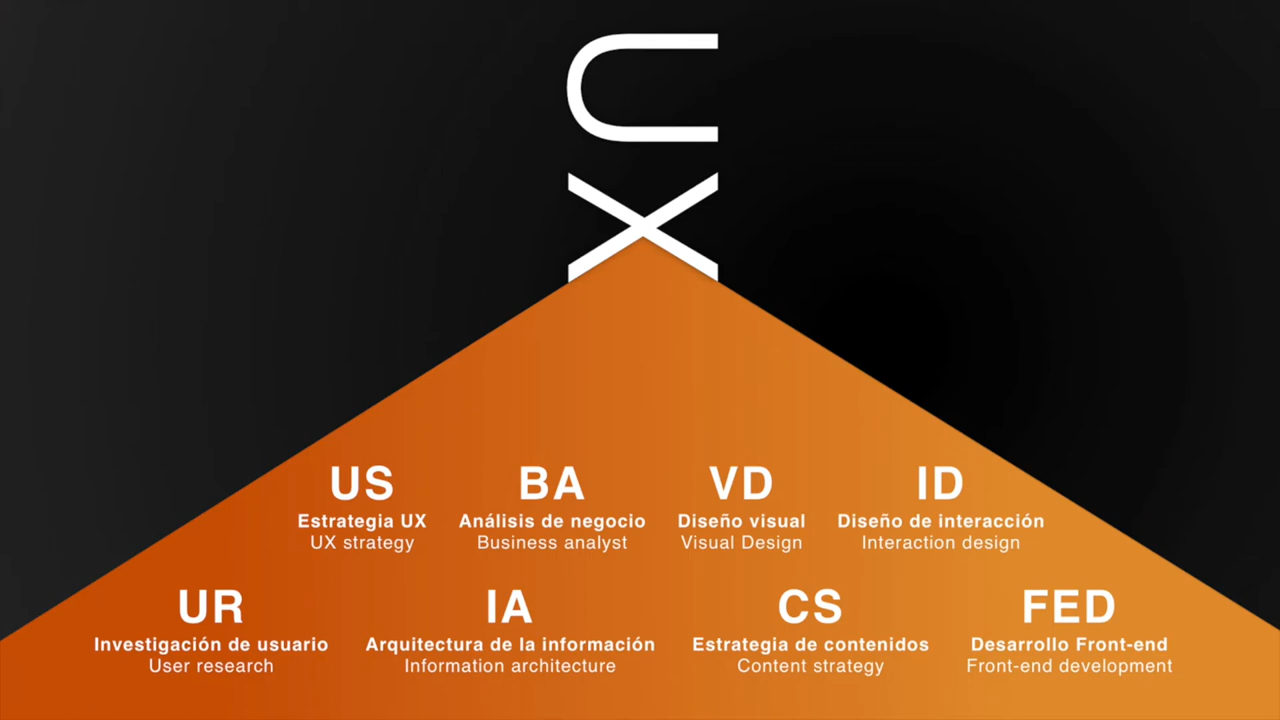 UX
US BA VD ID
Estrategia UX Análisis de negocio Diseño visual Diseño de interacción
UX strategy Business analyst Visual Design Interaction design
UR IA CS FED
Investigación de usuario Arquitectura de la información Estrategia de contenidos Desarrollo Front-end
User research Information architecture Content strategy Front-end development